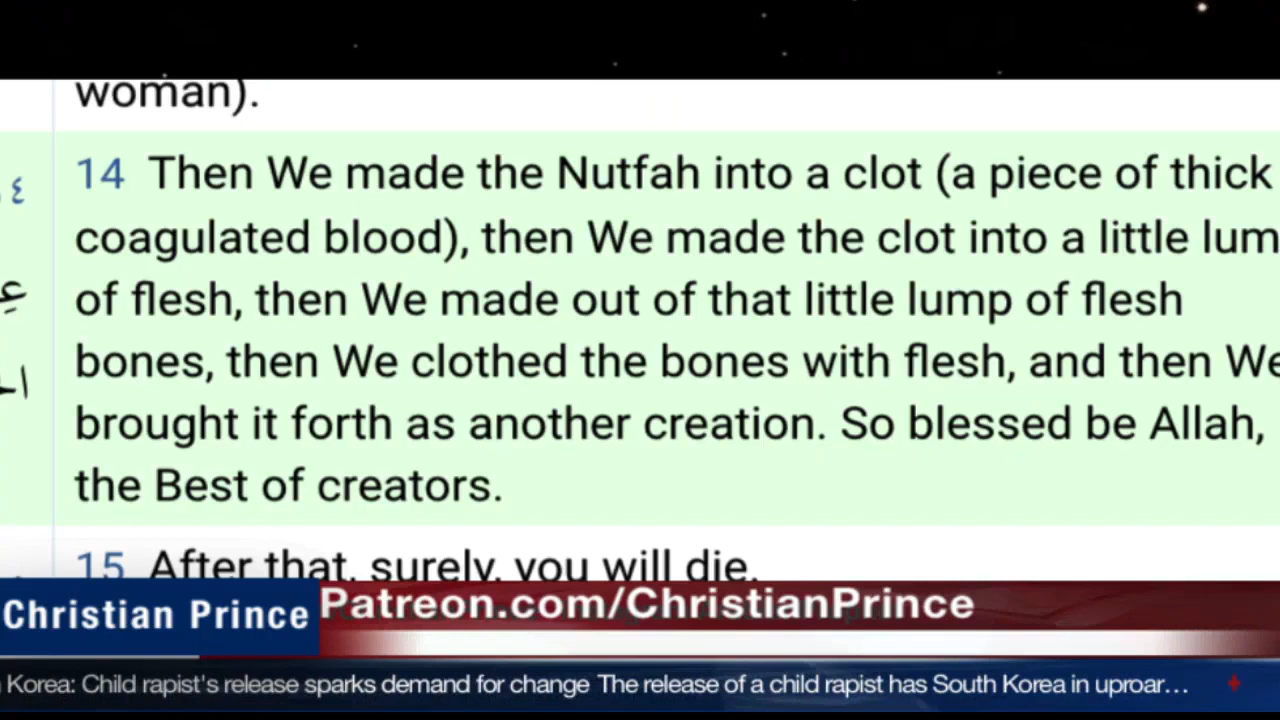 woman).
14 Then We made the Nutfah into a clot (a piece of thick
coagulated blood), then We made the clot into a little lum
of flesh, then We made out of that little lump of flesh
bones, then We clothed the bones with flesh, and then We
brought it forth as another creation. So blessed be Allah,
the Best of creators.
15 After that, surely, you will die.
Christian Prince
Patreon.com/ChristianPrince
Korea: Child rapist's release sparks demand for change The release of a child rapist has South Korea in uproar…